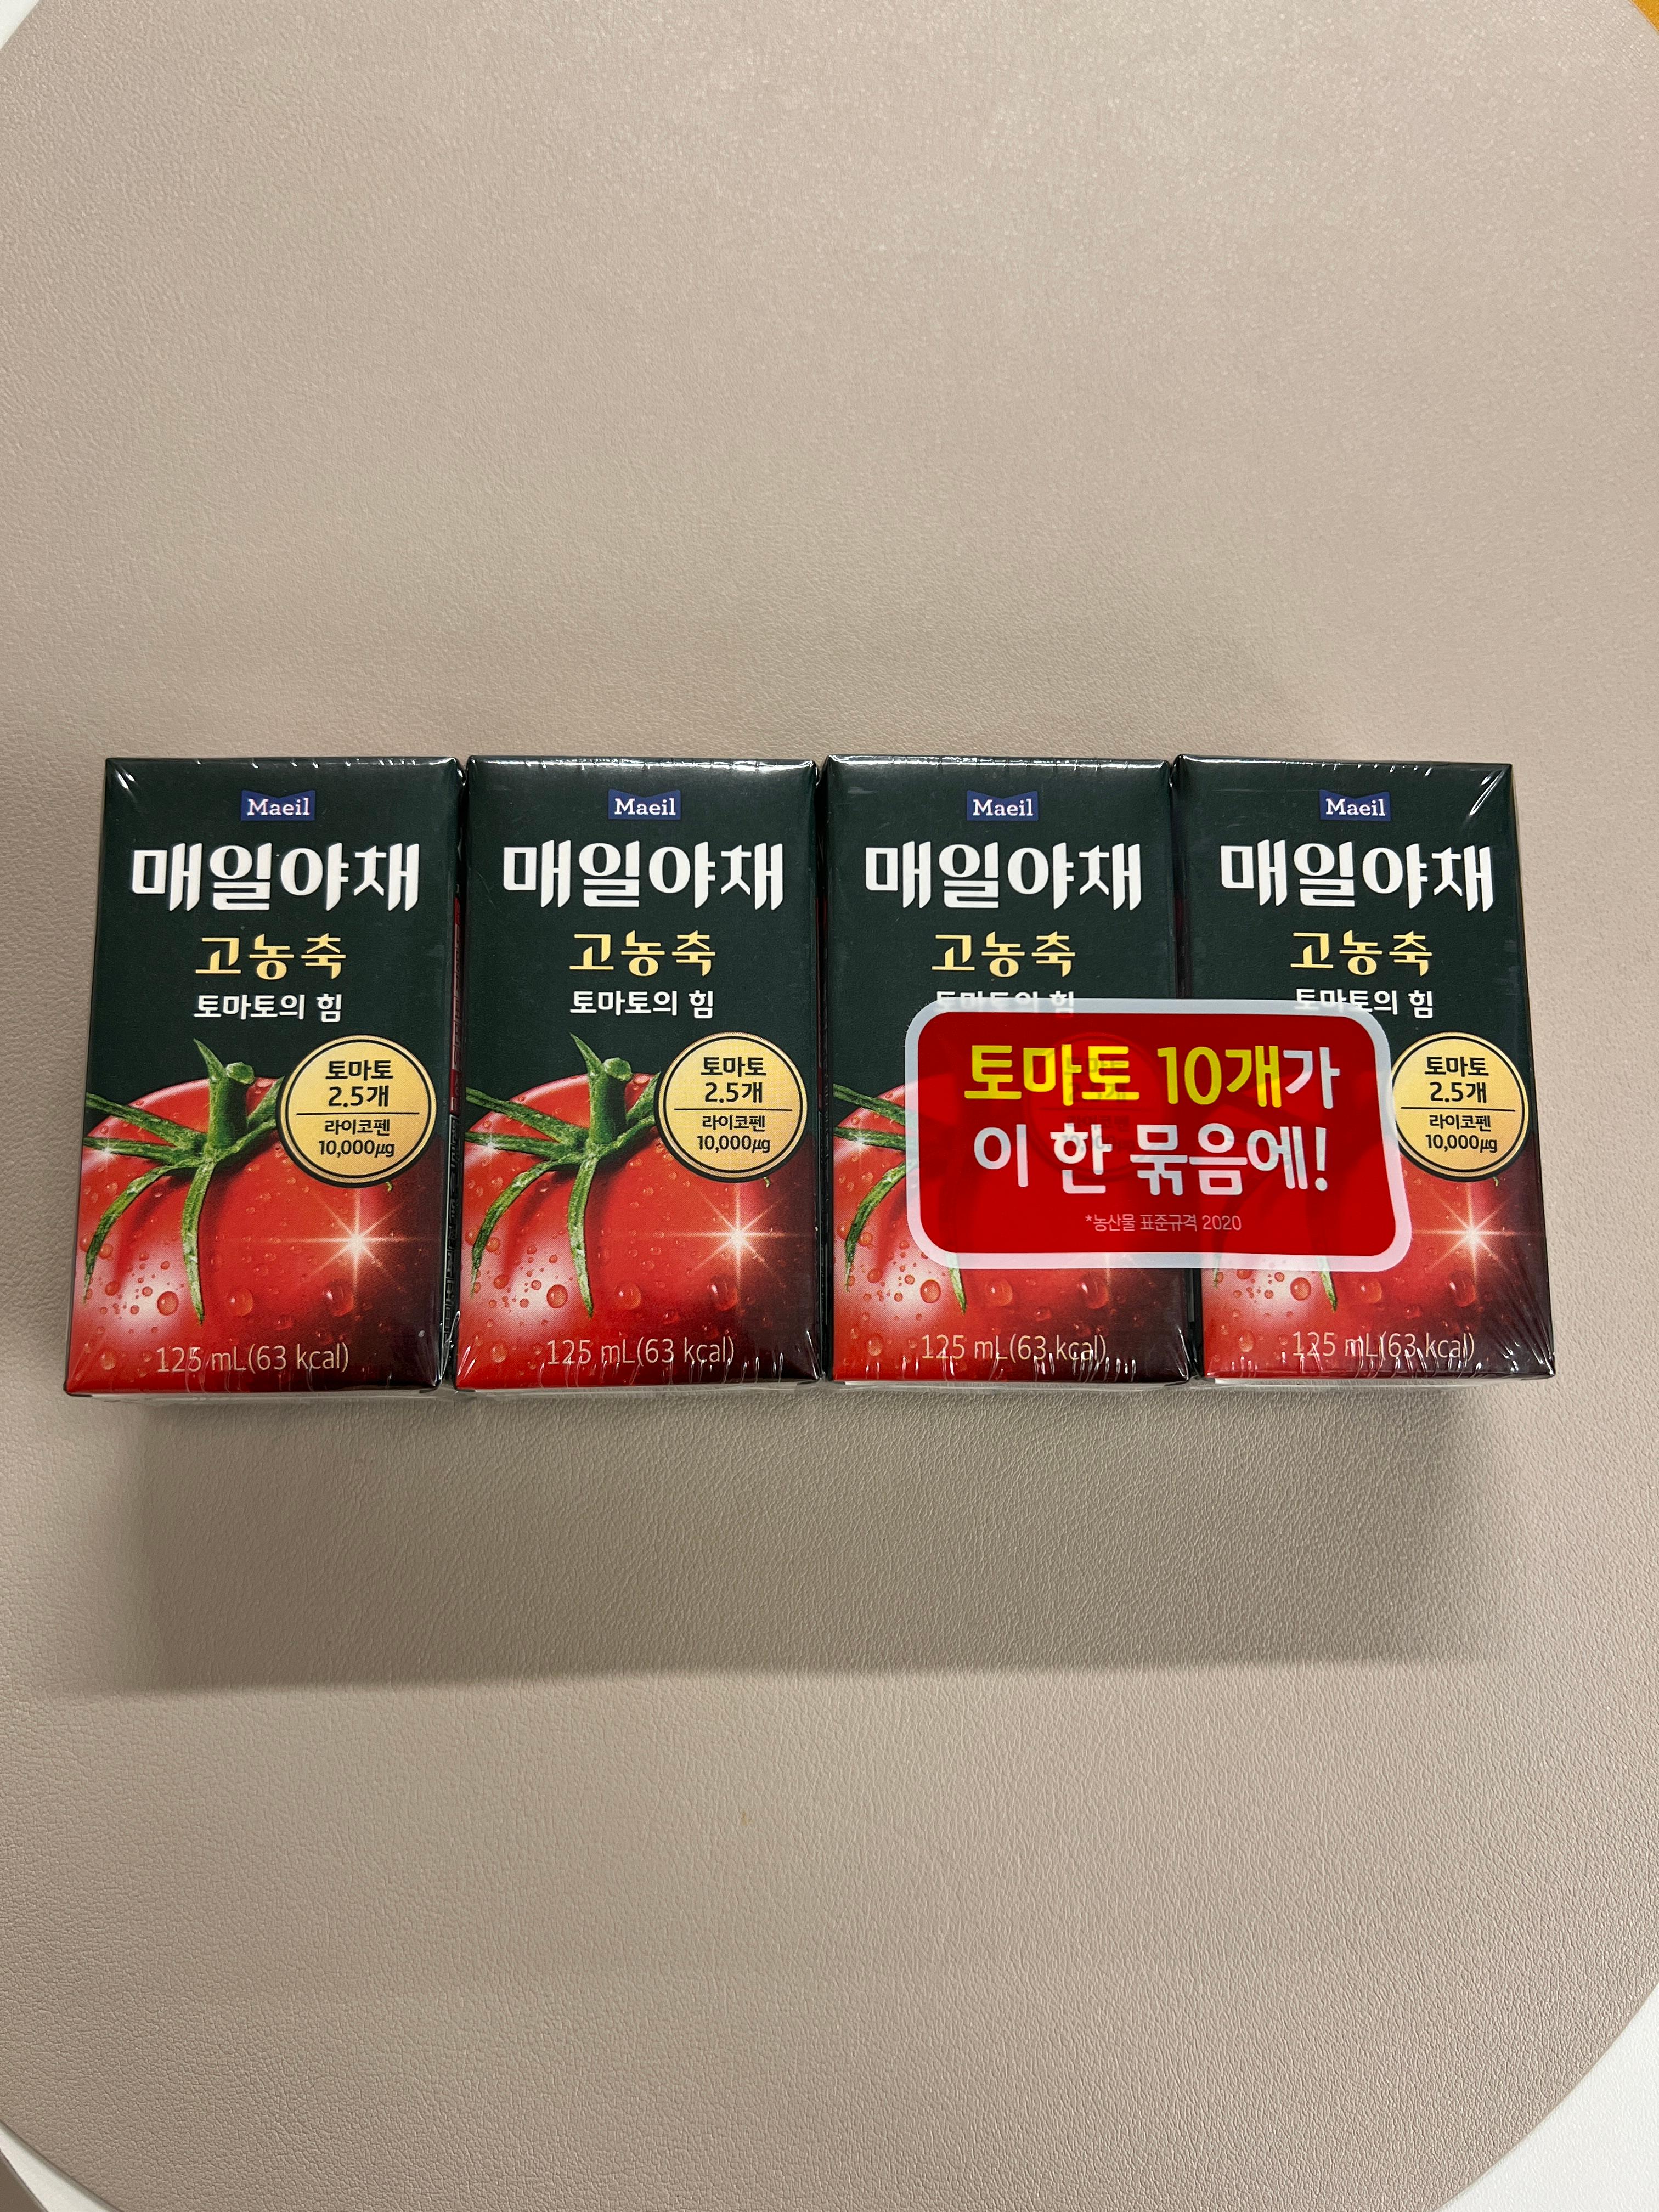 Maeil
매일야채
고농축
토마토의 힘
토마토
2.5개
라이코펜
10,000μg
125 mL(63 kcal)
Maeil
매일야채
고농축
토마토의 힘
토마토
2.5개
라이코펜
10,000μg
125 mL(63 kcal)
Maeil
매일야채
고농축
토마토의 힘
토마토 10개가
이 한 묶음에!
*농산물 표준규격 2020
125 mL(63 kcal)
Maeil
매일야채
고농축
토마토의 힘
토마토
2.5개
라이코펜
10,000μg
125 mL(63 kcal)